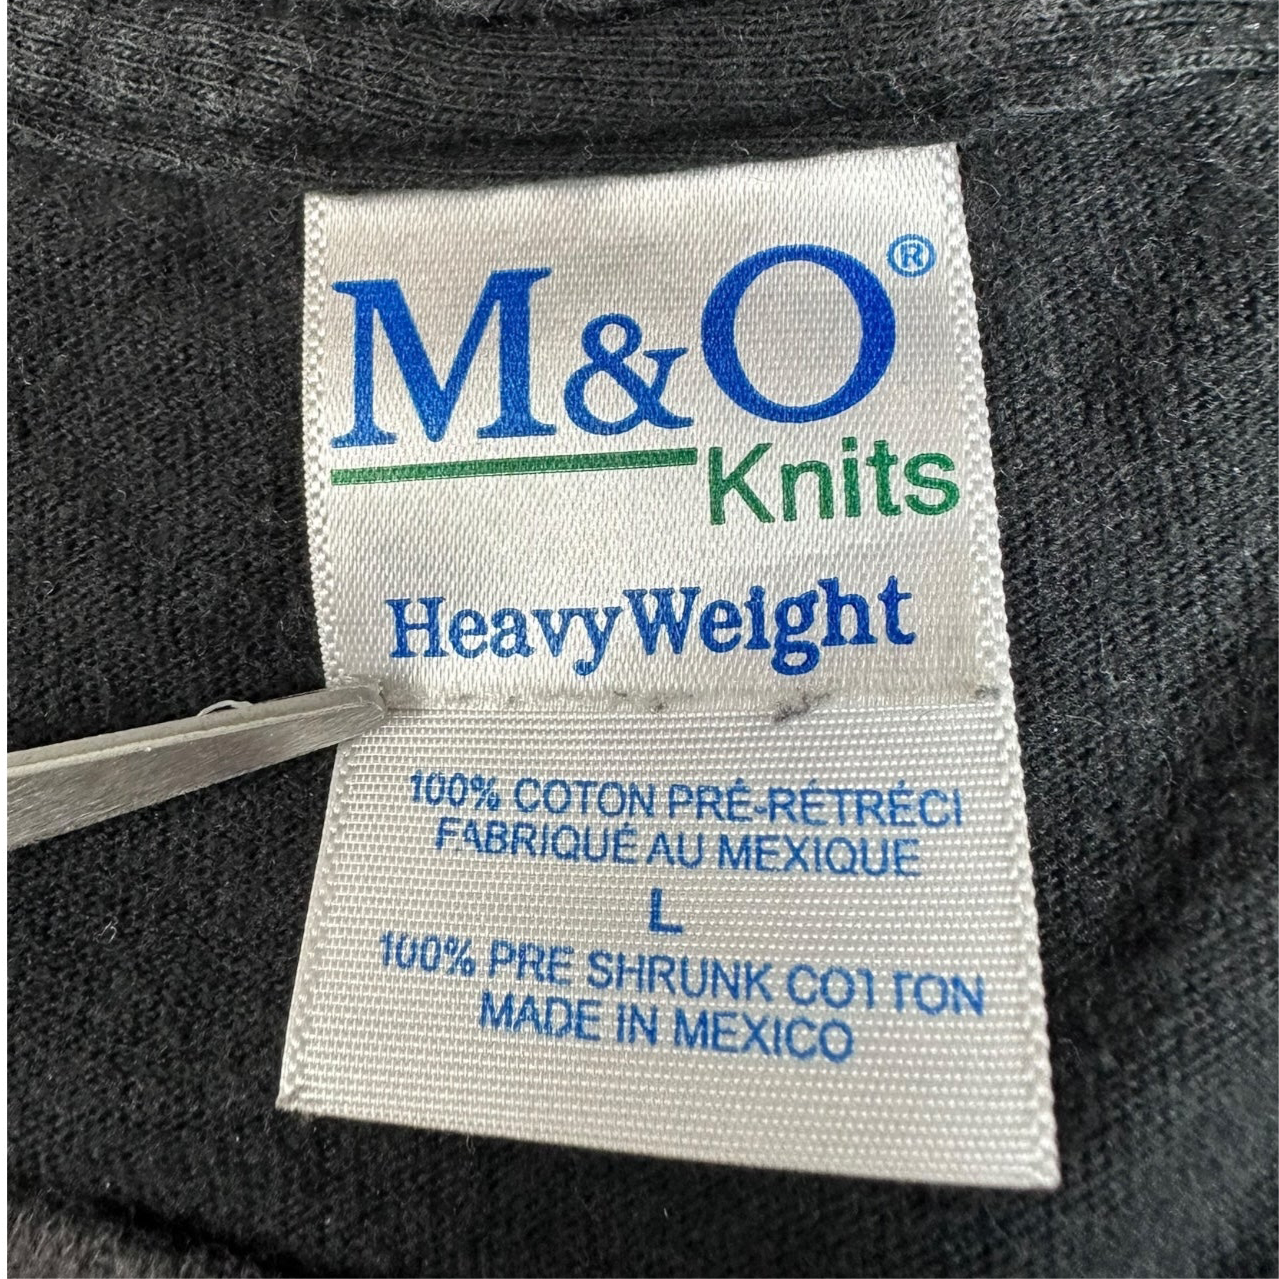 M&O®
Knits
HeavyWeight
100% COTON PRÉ-RÉTRÉCI
FABRIQUÉ AU MEXIQUE
L
100% PRE SHRUNK COTTON
MADE IN MEXICO